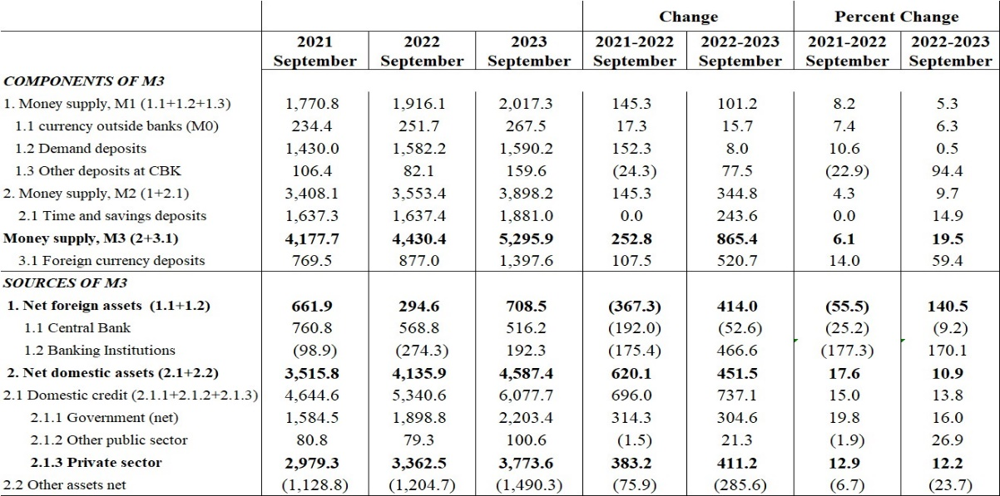 Change Percent Change
2021 2022 2023 2021-2022 2022-2023 2021-2022 2022-2023
September September September September September September September
COMPONENTS OF M3
1. Money supply, M1 (1.1+1.2+1.3) 1,770.8 1,916.1 2,017.3 145.3 101.2 8.2 5.3
1.1 currency outside banks (M0) 234.4 251.7 267.5 17.3 15.7 7.4 6.3
1.2 Demand deposits 1,430.0 1,582.2 1,590.2 152.3 8.0 10.6 0.5
1.3 Other deposits at CBK 106.4 82.1 159.6 (24.3) 77.5 (22.9) 94.4
2. Money supply, M2 (1+2.1) 3,408.1 3,553.4 3,898.2 145.3 344.8 4.3 9.7
2.1 Time and savings deposits 1,637.3 1,637.4 1,881.0 0.0 243.6 0.0 14.9
Money supply, M3 (2+3.1) 4,177.7 4,430.4 5,295.9 252.8 865.4 6.1 19.5
3.1 Foreign currency deposits 769.5 877.0 1,397.6 107.5 520.7 14.0 59.4
SOURCES OF M3
1. Net foreign assets (1.1+1.2) 661.9 294.6 708.5 (367.3) 414.0 (55.5) 140.5
1.1 Central Bank 760.8 568.8 516.2 (192.0) (52.6) (25.2) (9.2)
1.2 Banking Institutions (98.9) (274.3) 192.3 (175.4) 466.6 (177.3) 170.1
2. Net domestic assets (2.1+2.2) 3,515.8 4,135.9 4,587.4 620.1 451.5 17.6 10.9
2.1 Domestic credit (2.1.1+2.1.2+2.1.3) 4,644.6 5,340.6 6,077.7 696.0 737.1 15.0 13.8
2.1.1 Government (net) 1,584.5 1,898.8 2,203.4 314.3 304.6 19.8 16.0
2.1.2 Other public sector 80.8 79.3 100.6 (1.5) 21.3 (1.9) 26.9
2.1.3 Private sector 2,979.3 3,362.5 3,773.6 383.2 411.2 12.9 12.2
2.2 Other assets net (1,128.8) (1,204.7) (1,490.3) (75.9) (285.6) (6.7) (23.7)